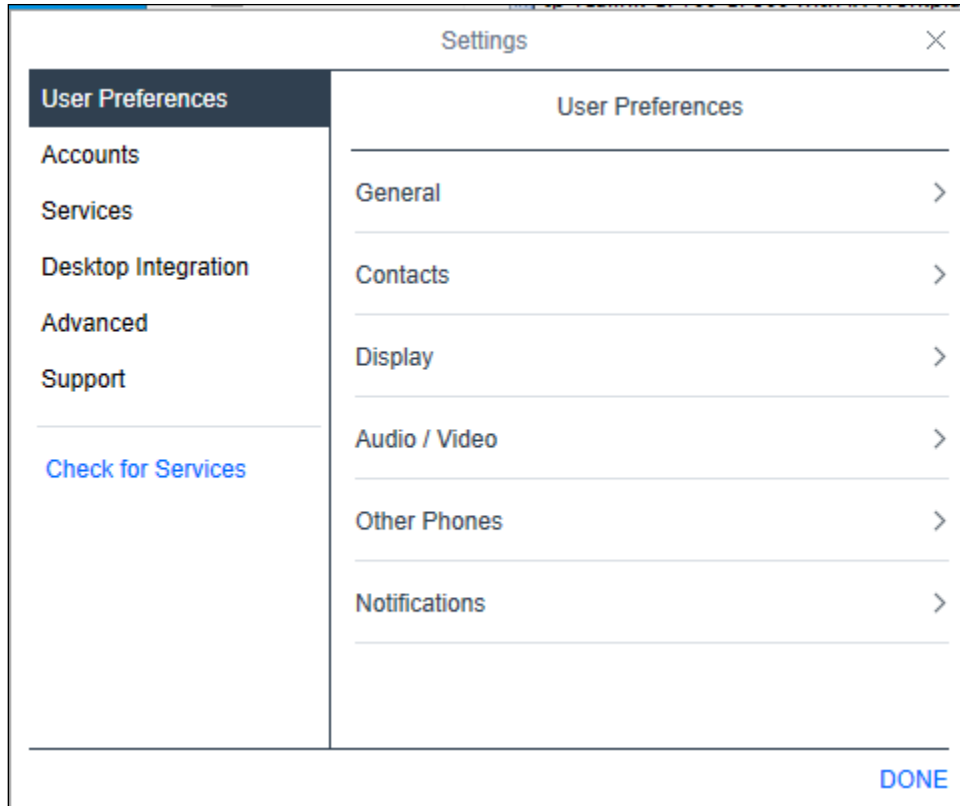 Settings
User Preferences
Accounts
Services
Desktop Integration
Advanced
Support
Check for Services
User Preferences
General
Contacts
Display
Audio / Video
Other Phones
Notifications
DONE